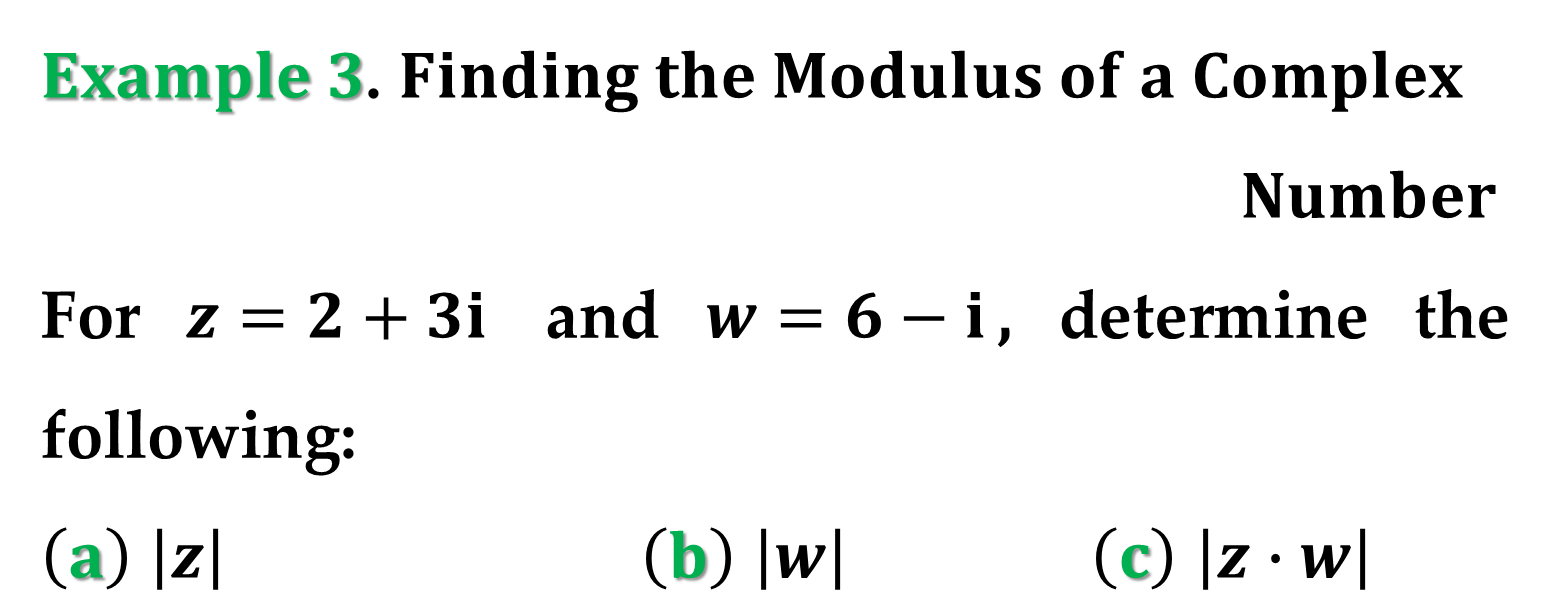 Example 3. Finding the Modulus of a Complex
Number
For z = 2 + 3i and w = 6 − i, determine the
following:
(a) |z| (b) |w| (c) |z · w|